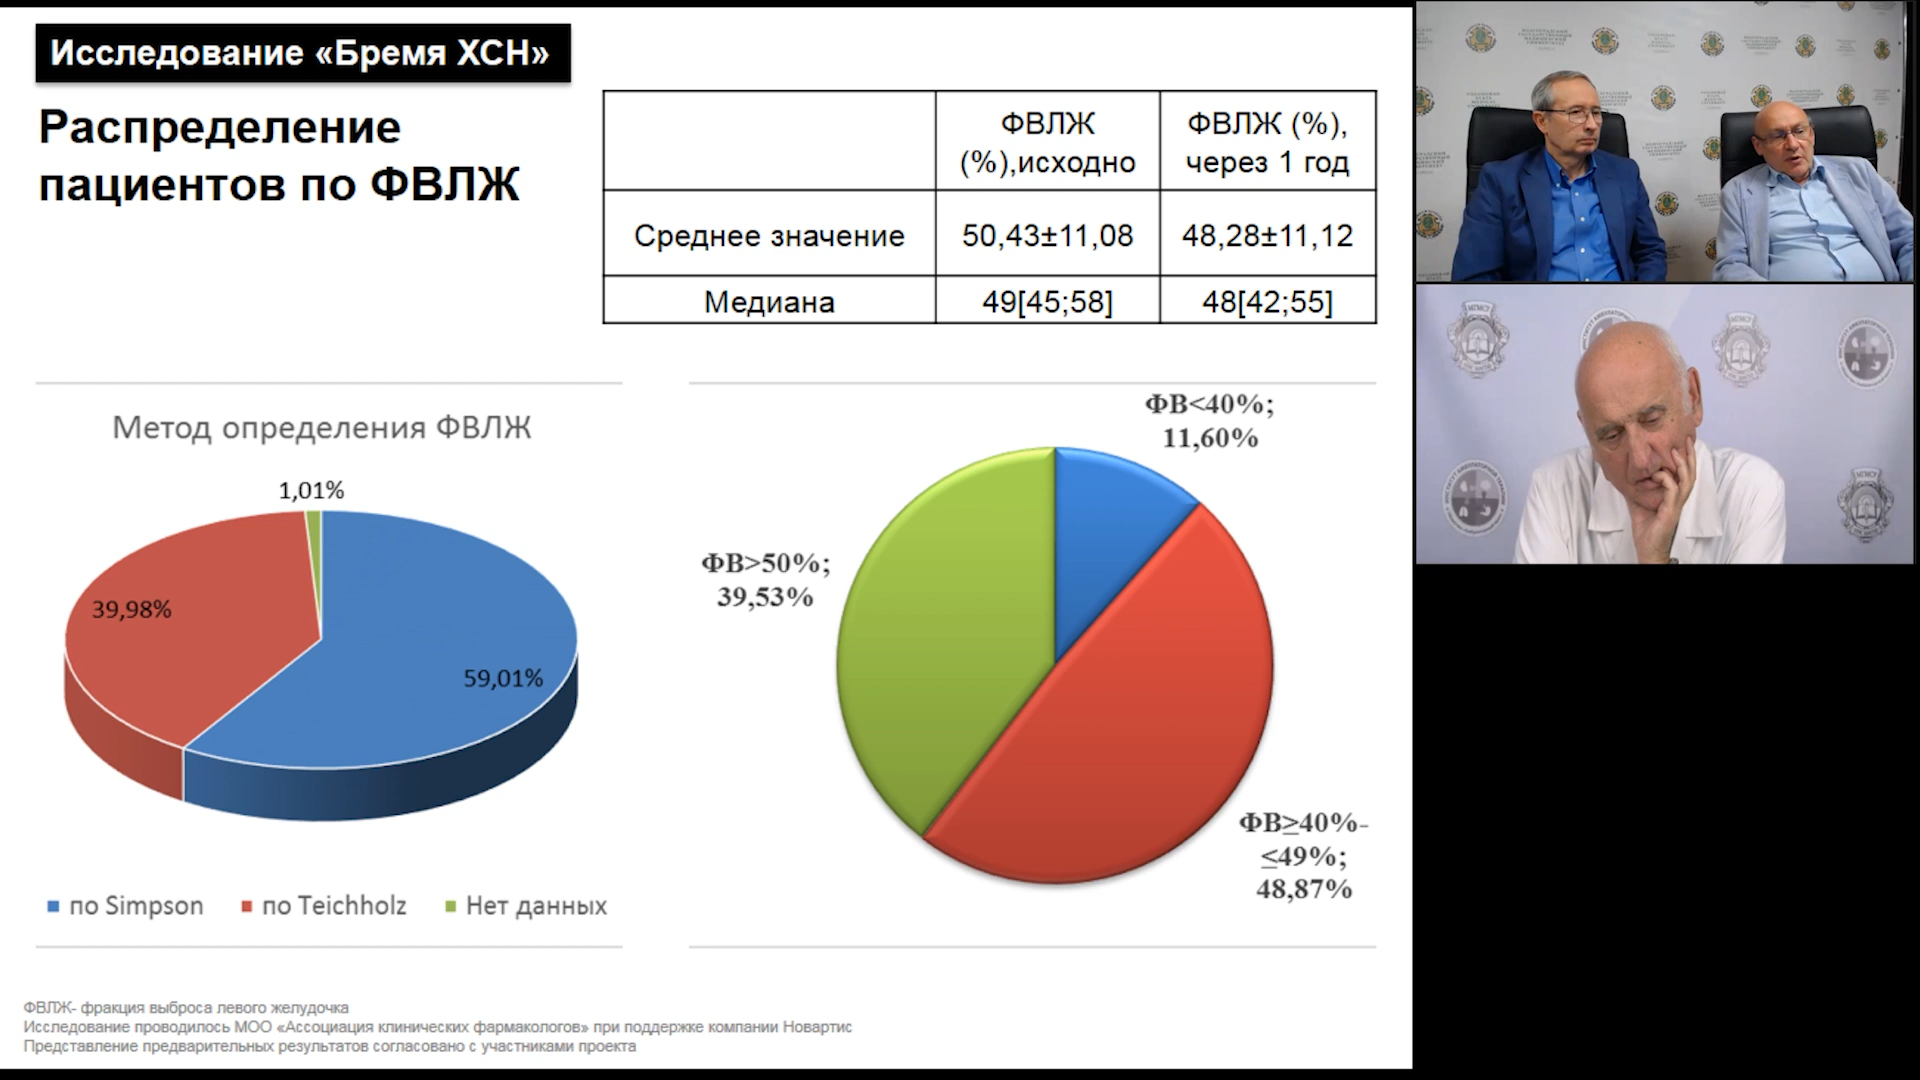 Исследование «Бремя ХСН»
Распределение
пациентов по ФВЛЖ
ФВЛЖ
(%),исходно
ФВЛЖ (%),
через 1 год
Среднее значение
50,43±11,08
48,28±11,12
Медиана
49[45;58]
48[42;55]
Метод определения ФВЛЖ
1,01%
39,98%
59,01%
по Simpson
по Teichholz
Нет данных
ФВ<40%;
11,60%
ФВ>50%;
39,53%
ФВ≥40%-
≤49%;
48,87%
ФВЛЖ- фракция выброса левого желудочка
Исследование проводилось МОО «Ассоциация клинических фармакологов» при поддержке компании Новартис
Представление предварительных результатов согласовано с участниками проекта